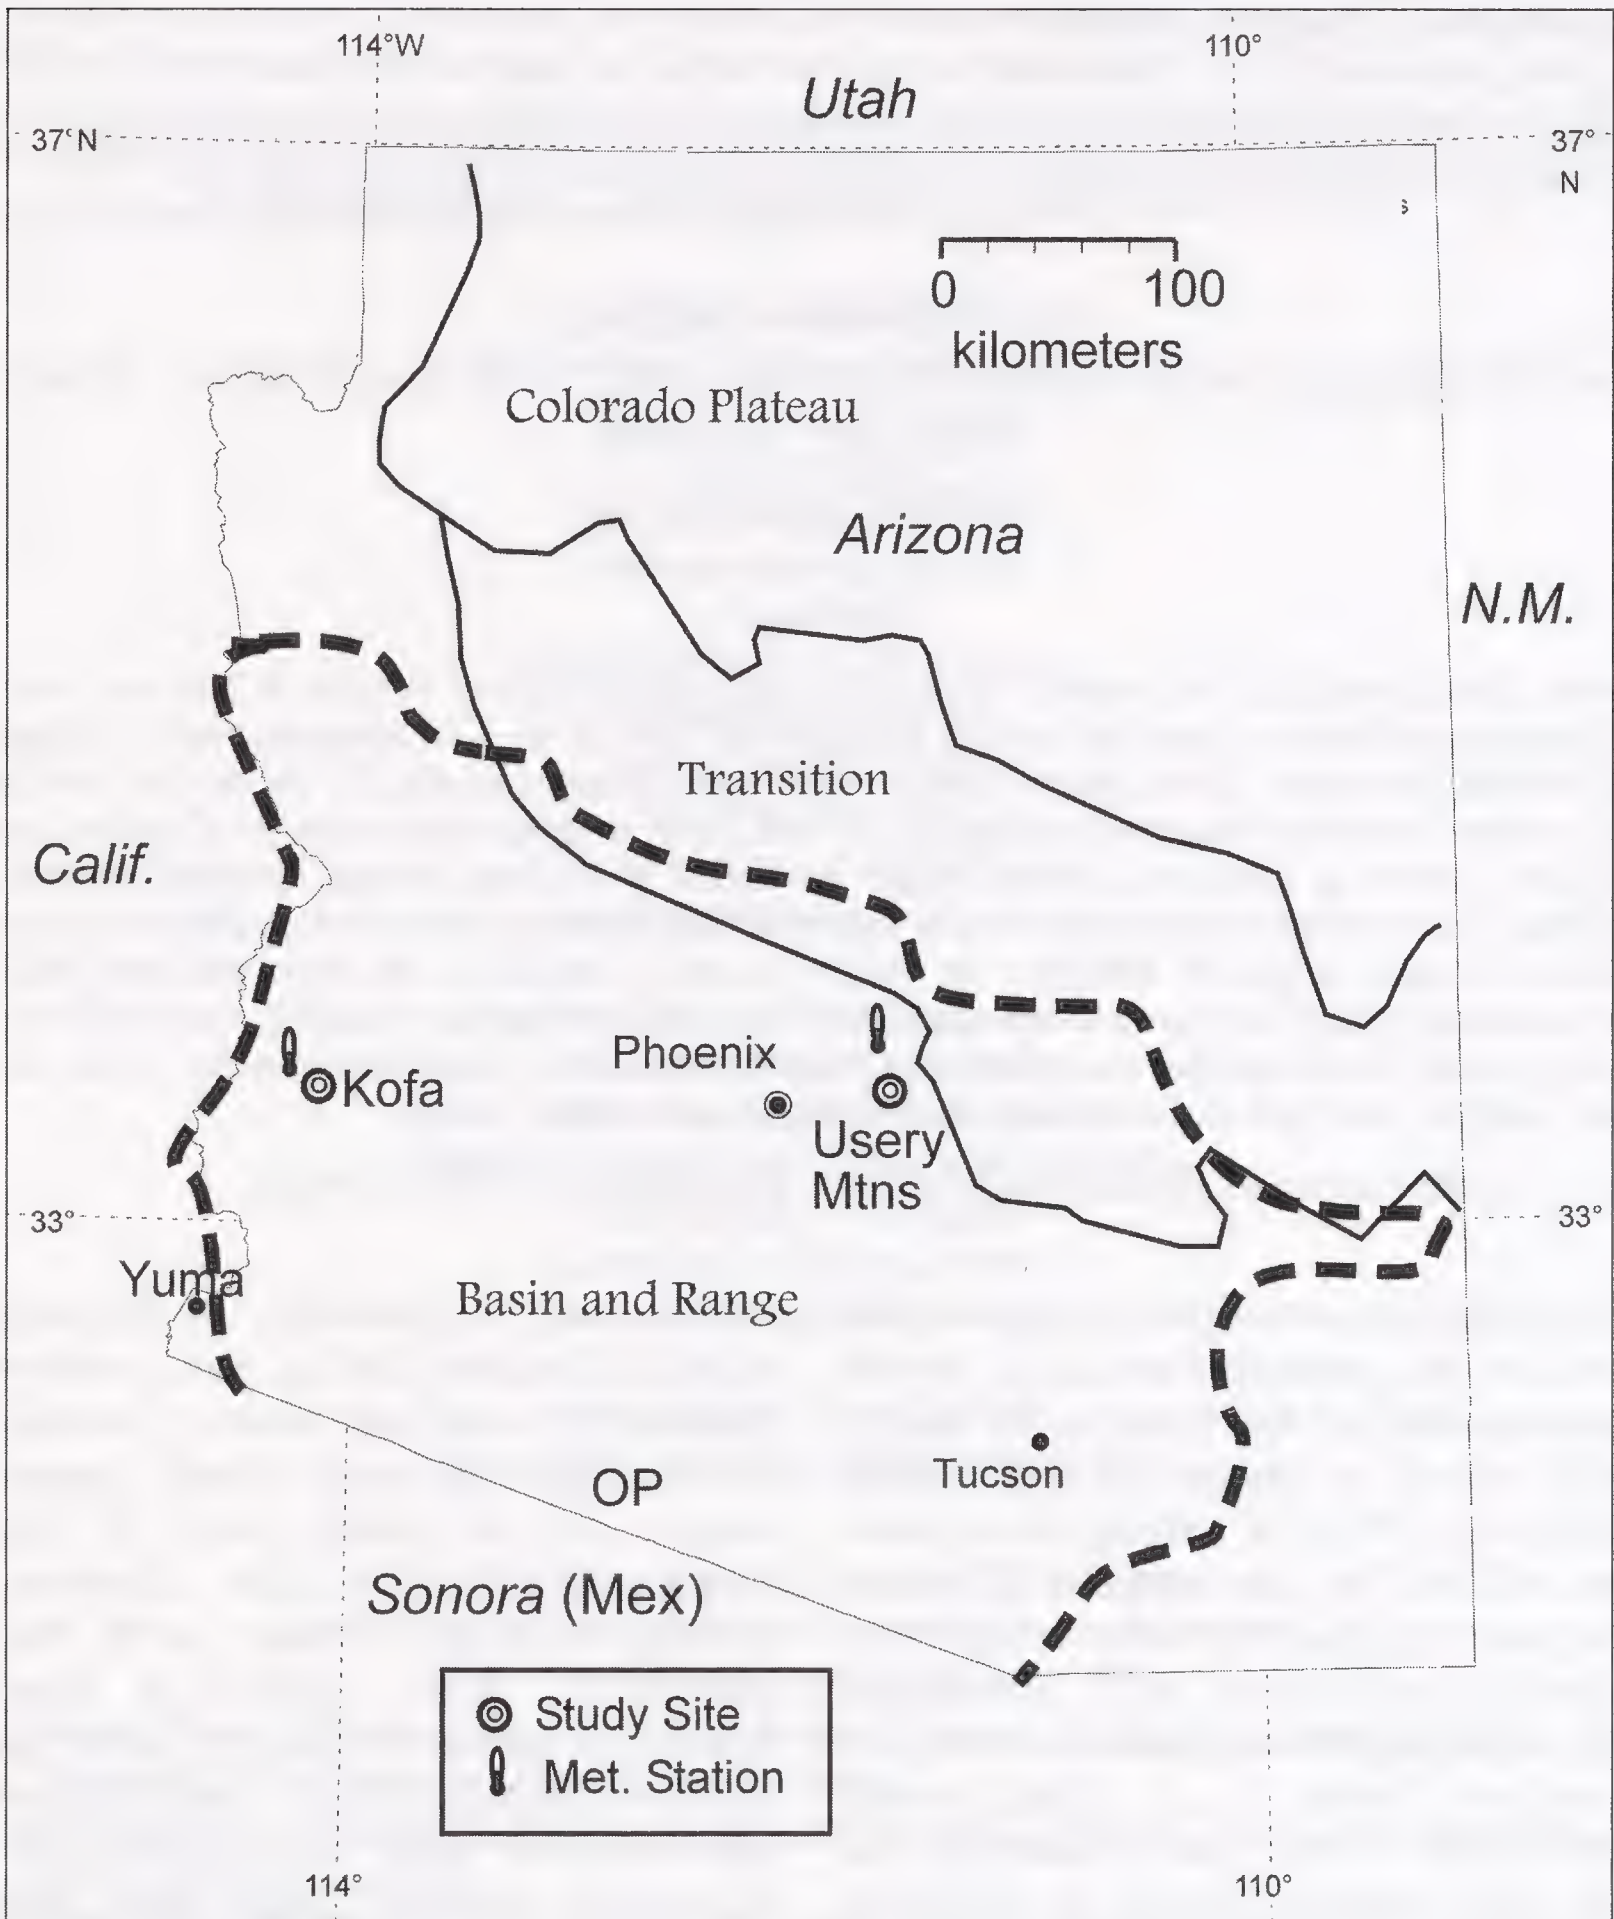 114°W
110°
Utah
37°N
37°
N
s
0
100
kilometers
Colorado Plateau
Arizona
N.M.
Transition
Calif.
Phoenix
Kofa
Usery
Mtns
33°
33°
Yuma
Basin and Range
Tucson
OP
Sonora (Mex)
Study Site
Met. Station
114°
110°